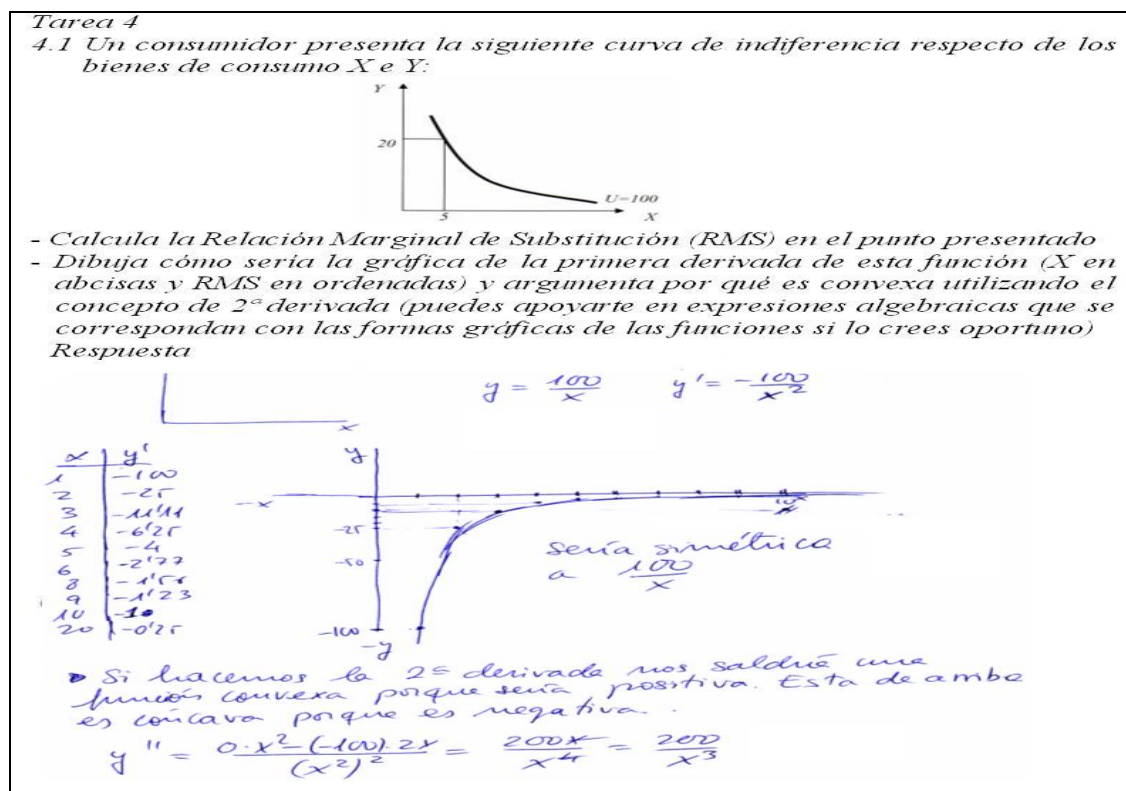 Tarea 4
4.1 Un consumidor presenta la siguiente curva de indiferencia respecto de los
bienes de consumo X e Y:
Y
20
U=100
5
X
- Calcula la Relación Marginal de Substitución (RMS) en el punto presentado
- Dibuja cómo sería la gráfica de la primera derivada de esta función (X en
abcisas y RMS en ordenadas) y argumenta por qué es convexa utilizando el
concepto de 2ª derivada (puedes apoyarte en expresiones algebraicas que se
correspondan con las formas gráficas de las funciones si lo crees oportuno)
Respuesta
y = 100/x y' = -100/x²
x
x y'
1 -100
2 -25
3 -11'11
4 -6'25
5 -4
6 -2'77
8 -1'56
9 -1'23
10
20 -0'25
y
-x
10
-25
-50
-100
-y
sería simétrica
a 100/x
Si hacemos la 2ª derivada nos saldrá una
función convexa porque sería positiva. Esta de
es cóncava porque es negativa.
y'' = 0·x²-(-100)·2x/(x²)² = 200x/x⁴ = 200/x³